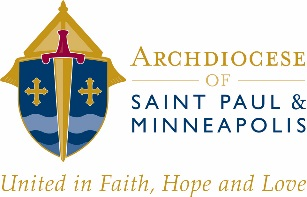 ARCHDIOCESE
OF
SAINT PAUL &
MINNEAPOLIS
United in Faith, Hope and Love